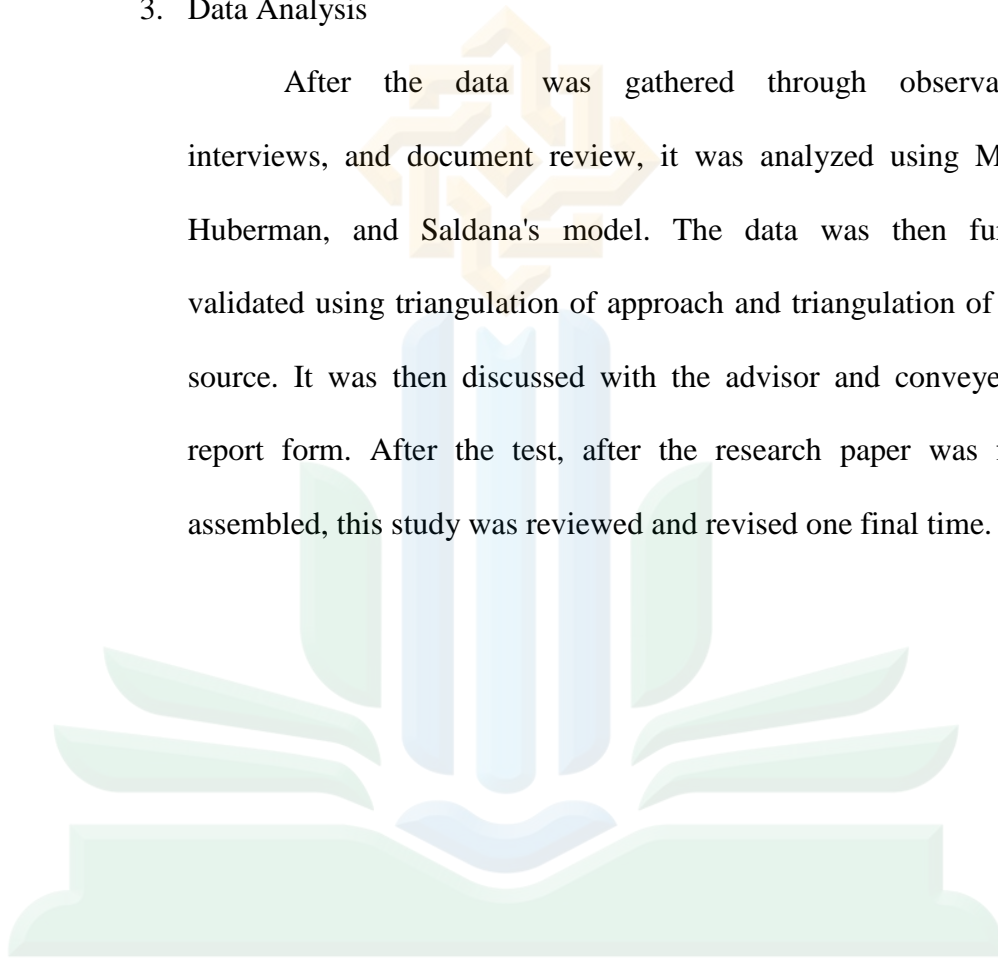 3. Data Analysis
After the data was gathered through observa
interviews, and document review, it was analyzed using M
Huberman, and Saldana's model. The data was then fu
validated using triangulation of approach and triangulation of
source. It was then discussed with the advisor and conveye
report form. After the test, after the research paper was
assembled, this study was reviewed and revised one final time.